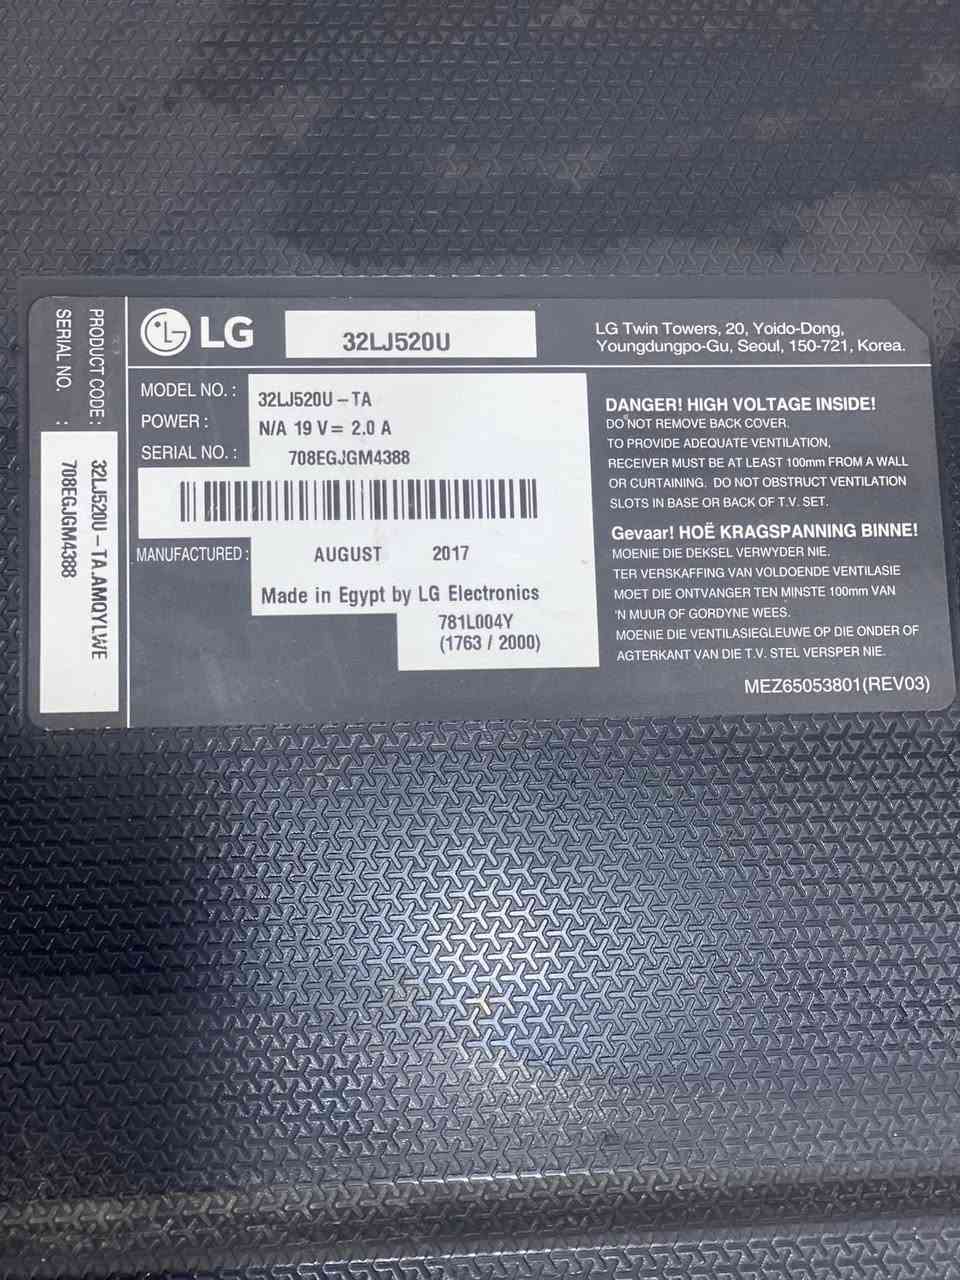 PRODUCT CODE :
SERIAL NO. :
32LJ520U – TA.AMQYLWE
708EGJGM4388
LG
32LJ520U
LG Twin Towers, 20, Yoido-Dong,
Youngdungpo-Gu, Seoul, 150-721, Korea.
MODEL NO. : 32LJ520U – TA
POWER : N/A 19 V= 2.0 A
SERIAL NO. : 708EGJGM4388
MANUFACTURED : AUGUST 2017
Made in Egypt by LG Electronics
781L004Y
(1763 / 2000)
DANGER! HIGH VOLTAGE INSIDE!
DO NOT REMOVE BACK COVER.
TO PROVIDE ADEQUATE VENTILATION,
RECEIVER MUST BE AT LEAST 100mm FROM A WALL
OR CURTAINING. DO NOT OBSTRUCT VENTILATION
SLOTS IN BASE OR BACK OF T.V. SET.
Gevaar! HOË KRAGSPANNING BINNE!
MOENIE DIE DEKSEL VERWYDER NIE.
TER VERSKAFFING VAN VOLDOENDE VENTILASIE
MOET DIE ONTVANGER TEN MINSTE 100mm VAN
'N MUUR OF GORDYNE WEES.
MOENIE DIE VENTILASIEGLEUWE OP DIE ONDER OF
AGTERKANT VAN DIE T.V. STEL VERSPER NIE.
MEZ65053801(REV03)